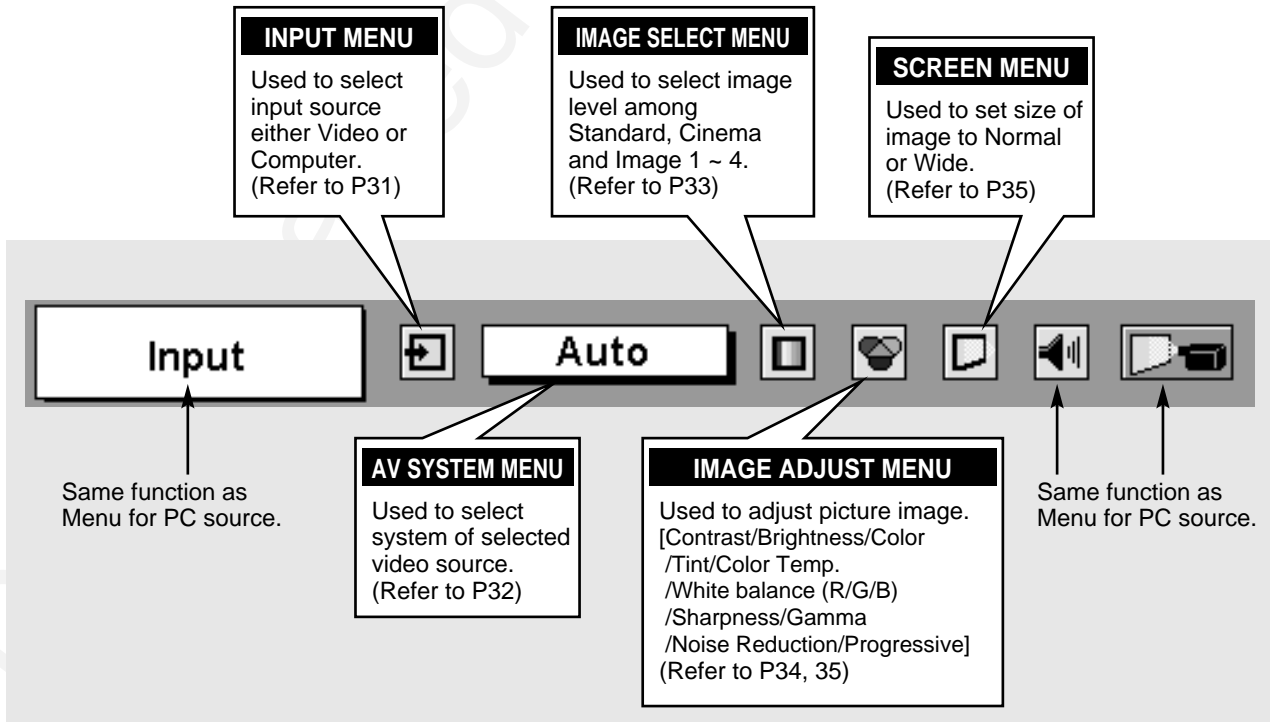 INPUT MENU
Used to select
input source
either Video or
Computer.
(Refer to P31)
IMAGE SELECT MENU
Used to select image
level among
Standard, Cinema
and Image 1 ~ 4.
(Refer to P33)
SCREEN MENU
Used to set size of
image to Normal
or Wide.
(Refer to P35)
Input
Auto
Same function as
Menu for PC source.
AV SYSTEM MENU
Used to select
system of selected
video source.
(Refer to P32)
IMAGE ADJUST MENU
Used to adjust picture image.
[Contrast/Brightness/Color
/Tint/Color Temp.
/White balance (R/G/B)
/Sharpness/Gamma
/Noise Reduction/Progressive]
(Refer to P34, 35)
Same function as
Menu for PC source.